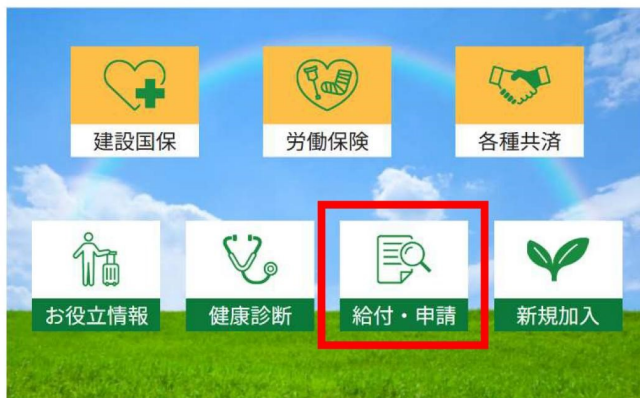 建設国保
労働保険
各種共済
お役立情報
健康診断
給付・申請
新規加入